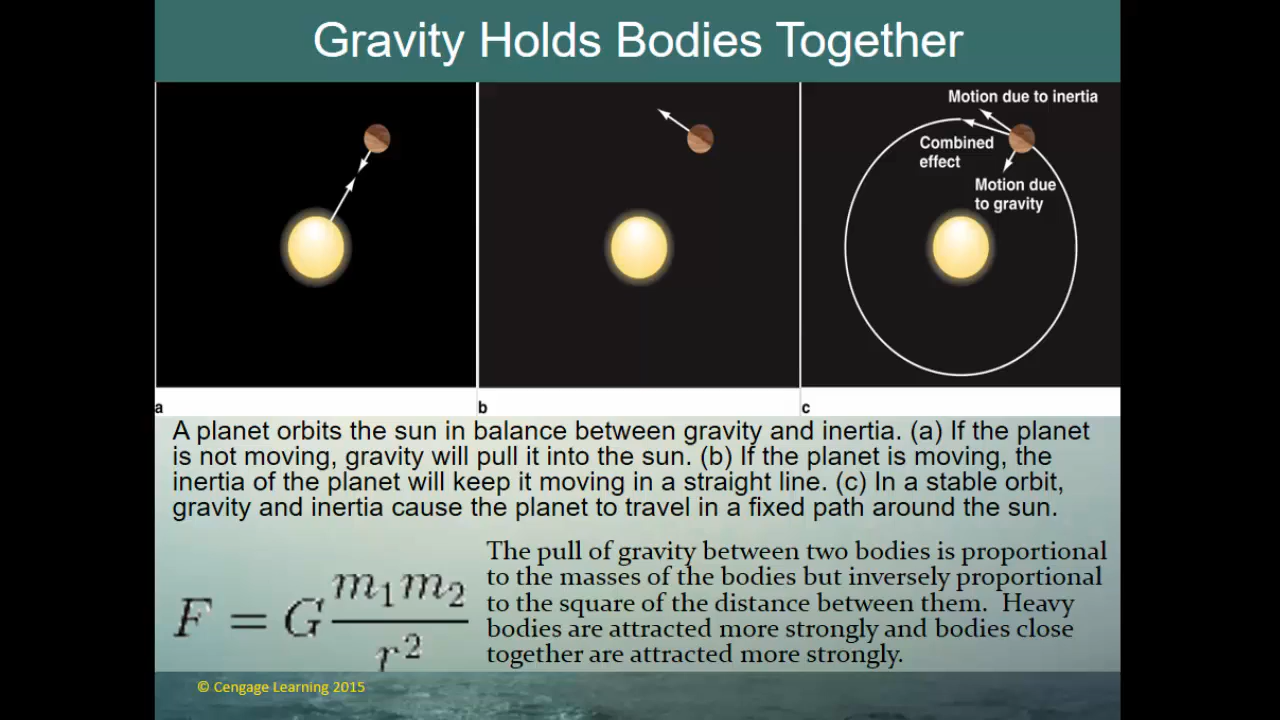 Gravity Holds Bodies Together
Motion due to inertia
Combined
effect
Motion due
to gravity
a
b
c
A planet orbits the sun in balance between gravity and inertia. (a) If the planet
is not moving, gravity will pull it into the sun. (b) If the planet is moving, the
inertia of the planet will keep it moving in a straight line. (c) In a stable orbit,
gravity and inertia cause the planet to travel in a fixed path around the sun.
F = G m₁m₂ / r²
The pull of gravity between two bodies is proportional
to the masses of the bodies but inversely proportional
to the square of the distance between them. Heavy
bodies are attracted more strongly and bodies close
together are attracted more strongly.
© Cengage Learning 2015